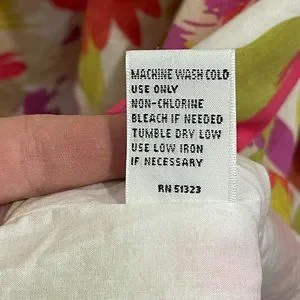 MACHINE WASH COLD
USE ONLY
NON-CHLORINE
BLEACH IF NEEDED
TUMBLE DRY LOW
USE LOW IRON
IF NECESSARY
RN 51323